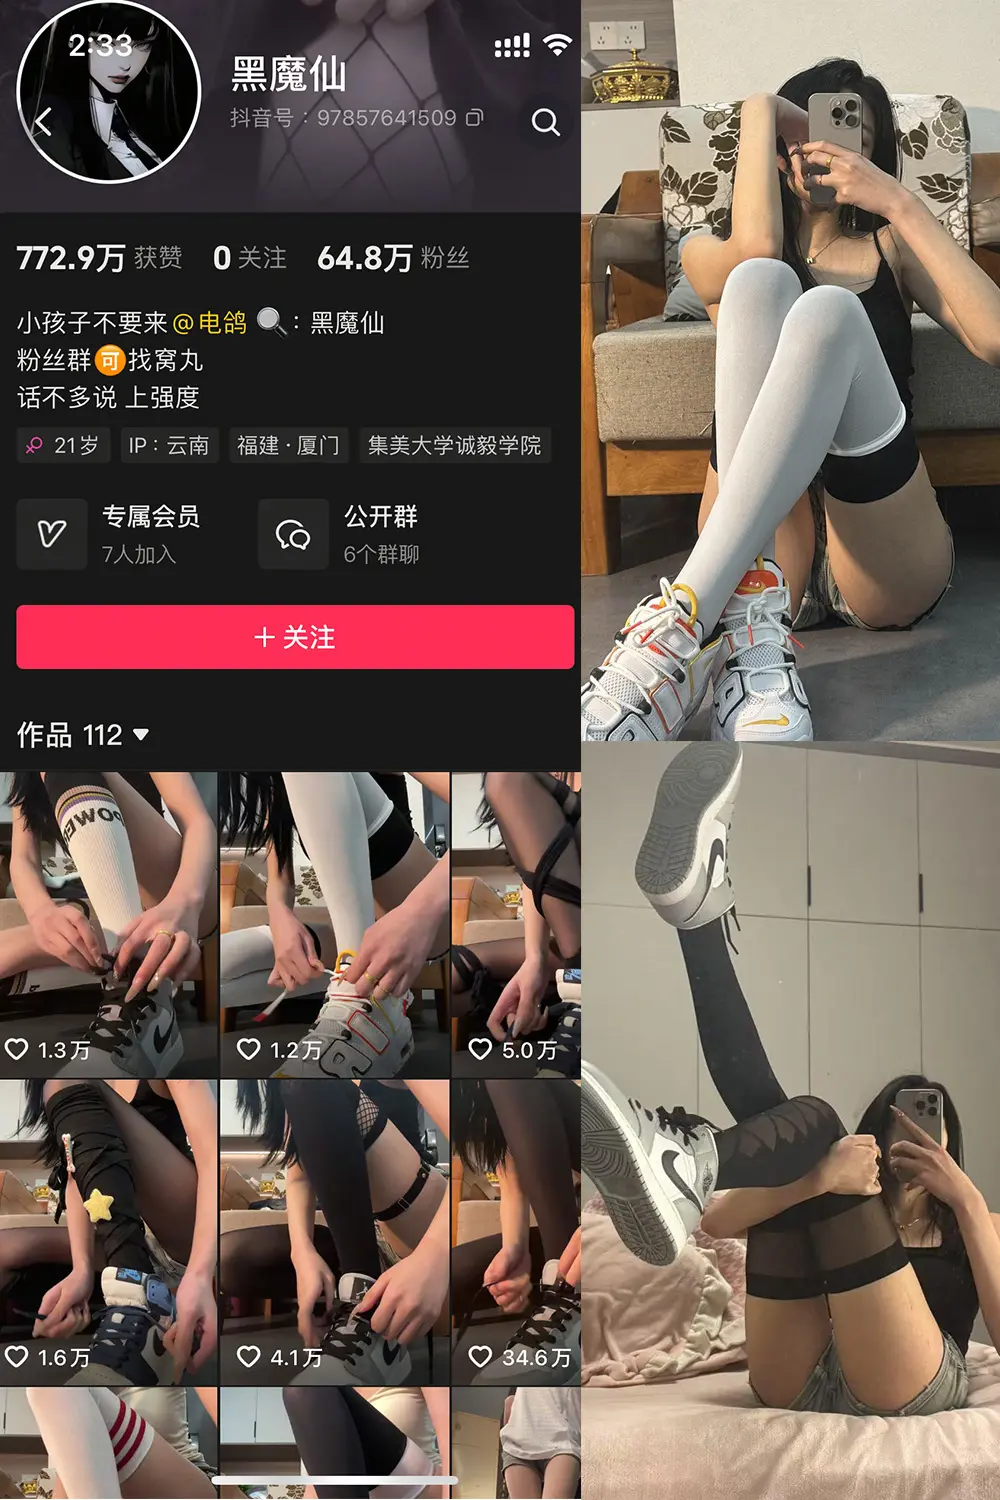 2:33
黑魔仙
抖音号：97857641509
772.9万 获赞 0 关注 64.8万 粉丝
小孩子不要来@电鸽🔍：黑魔仙
粉丝群🉑找窝丸
话不多说 上强度
♀ 21岁 IP：云南 福建·厦门 集美大学诚毅学院
专属会员 公开群
7人加入 6个群聊
+ 关注
作品 112
POWER
1.3万 1.2万 5.0万
1.6万 4.1万 34.6万